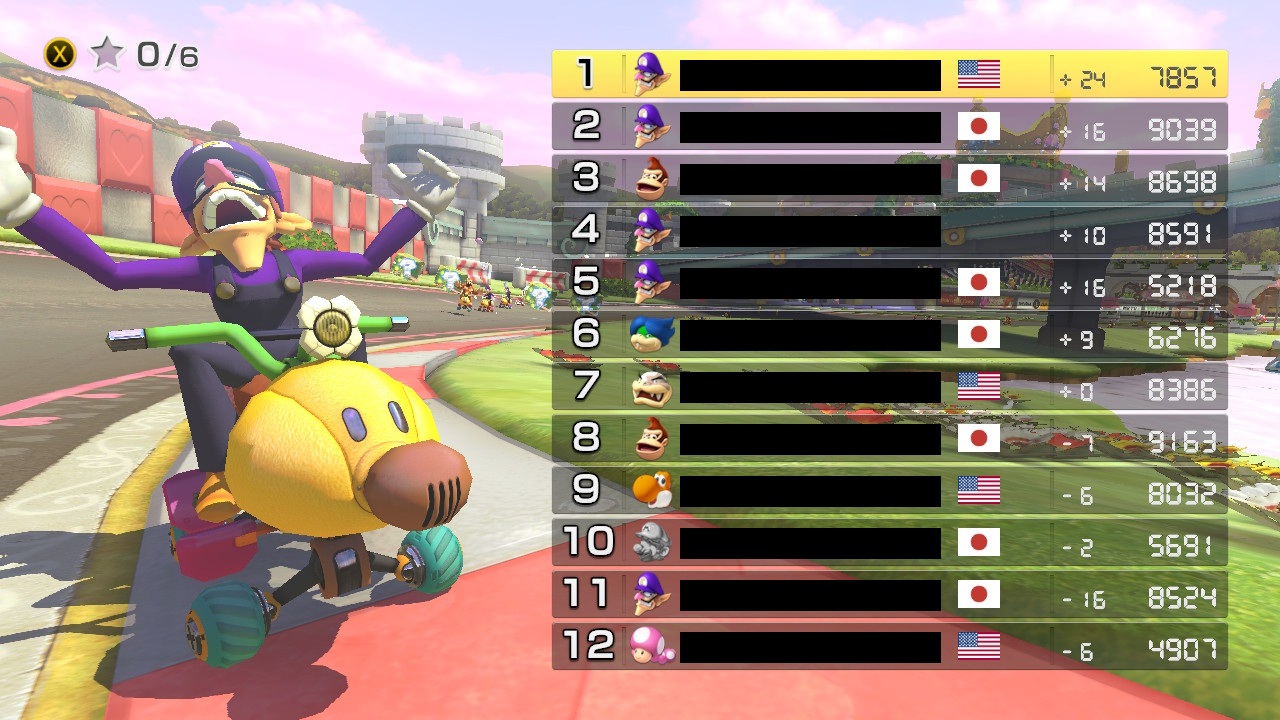 X 0/6
1 + 24 7857
2 + 16 9039
3 + 14 8698
4 + 10 8591
5 + 16 5218
6 + 9 6276
7 + 0 8386
8 - 7 9163
9 - 6 8032
10 - 2 5691
11 - 16 8524
12 - 6 4907